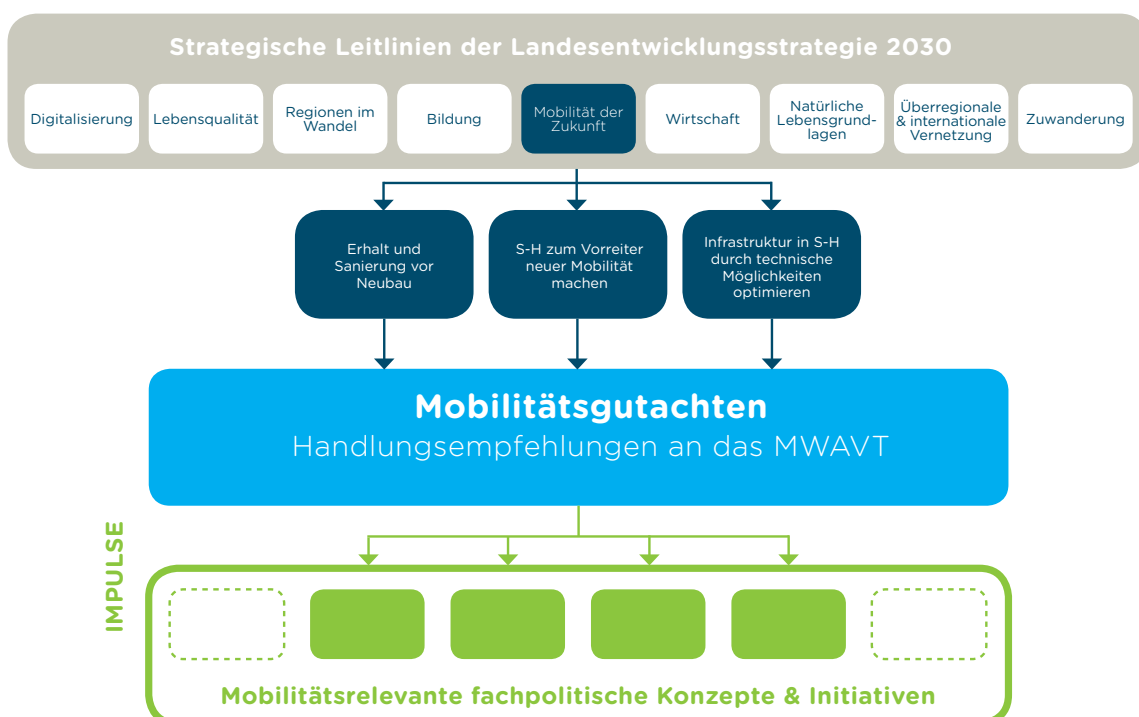 Strategische Leitlinien der Landesentwicklungsstrategie 2030
Digitalisierung
Lebensqualität
Regionen im
Wandel
Bildung
Mobilität der
Zukunft
Wirtschaft
Natürliche
Lebensgrund-
lagen
Überregionale
& internationale
Vernetzung
Zuwanderung
Erhalt und
Sanierung vor
Neubau
S-H zum Vorreiter
neuer Mobilität
machen
Infrastruktur in S-H
durch technische
Möglichkeiten
optimieren
Mobilitätsgutachten
Handlungsempfehlungen an das MWAVT
IMPULSE
Mobilitätsrelevante fachpolitische Konzepte & Initiativen